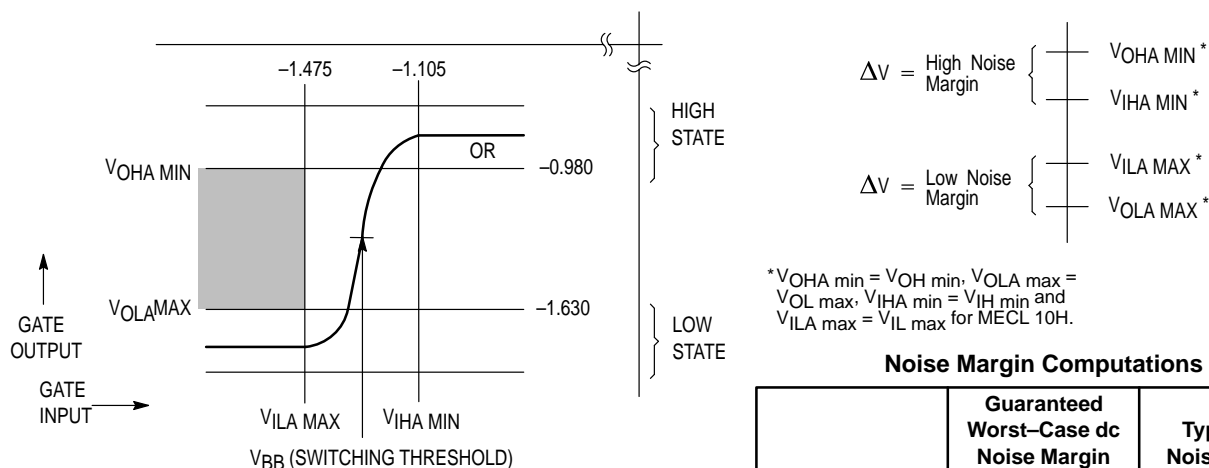 –1.475
–1.105
HIGH
STATE
OR
VOHA MIN
–0.980
VOLA MAX
–1.630
LOW
STATE
GATE
OUTPUT
GATE
INPUT
VILA MAX
VIHA MIN
VBB (SWITCHING THRESHOLD)
VOHA MIN *
ΔV = High Noise
Margin
VIHA MIN *
VILA MAX *
ΔV = Low Noise
Margin
VOLA MAX *
*VOHA min = VOH min, VOLA max =
VOL max, VIHA min = VIH min and
VILA max = VIL max for MECL 10H.
Noise Margin Computations
Guaranteed
Worst–Case dc
Noise Margin